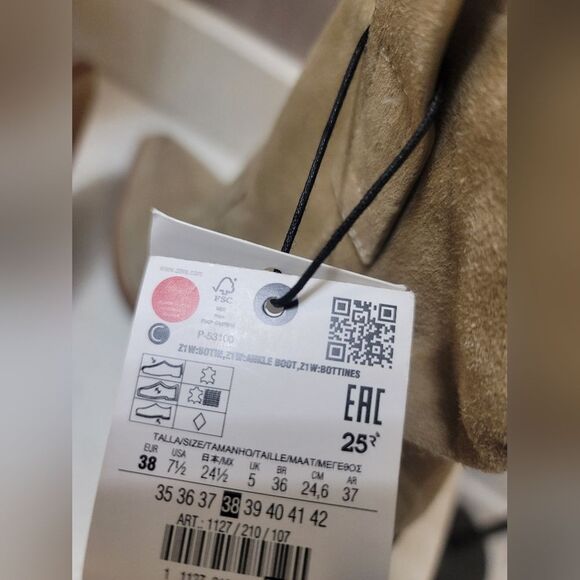 www.zara.com
FSC
MIX
P-53100
Z1W:BOTIN,Z1W:ANKLE BOOT,Z1W:BOTTINES
EAC
25
TALLA/SIZE/TAMANHO/TAILLE/MAAT/ΜΕΓΕΘΟΣ
EUR USA 日本/MX UK BR CM AR
38 7½ 24½ 5 36 24,6 37
35 36 37 38 39 40 41 42
ART.: 1127 / 210 / 107